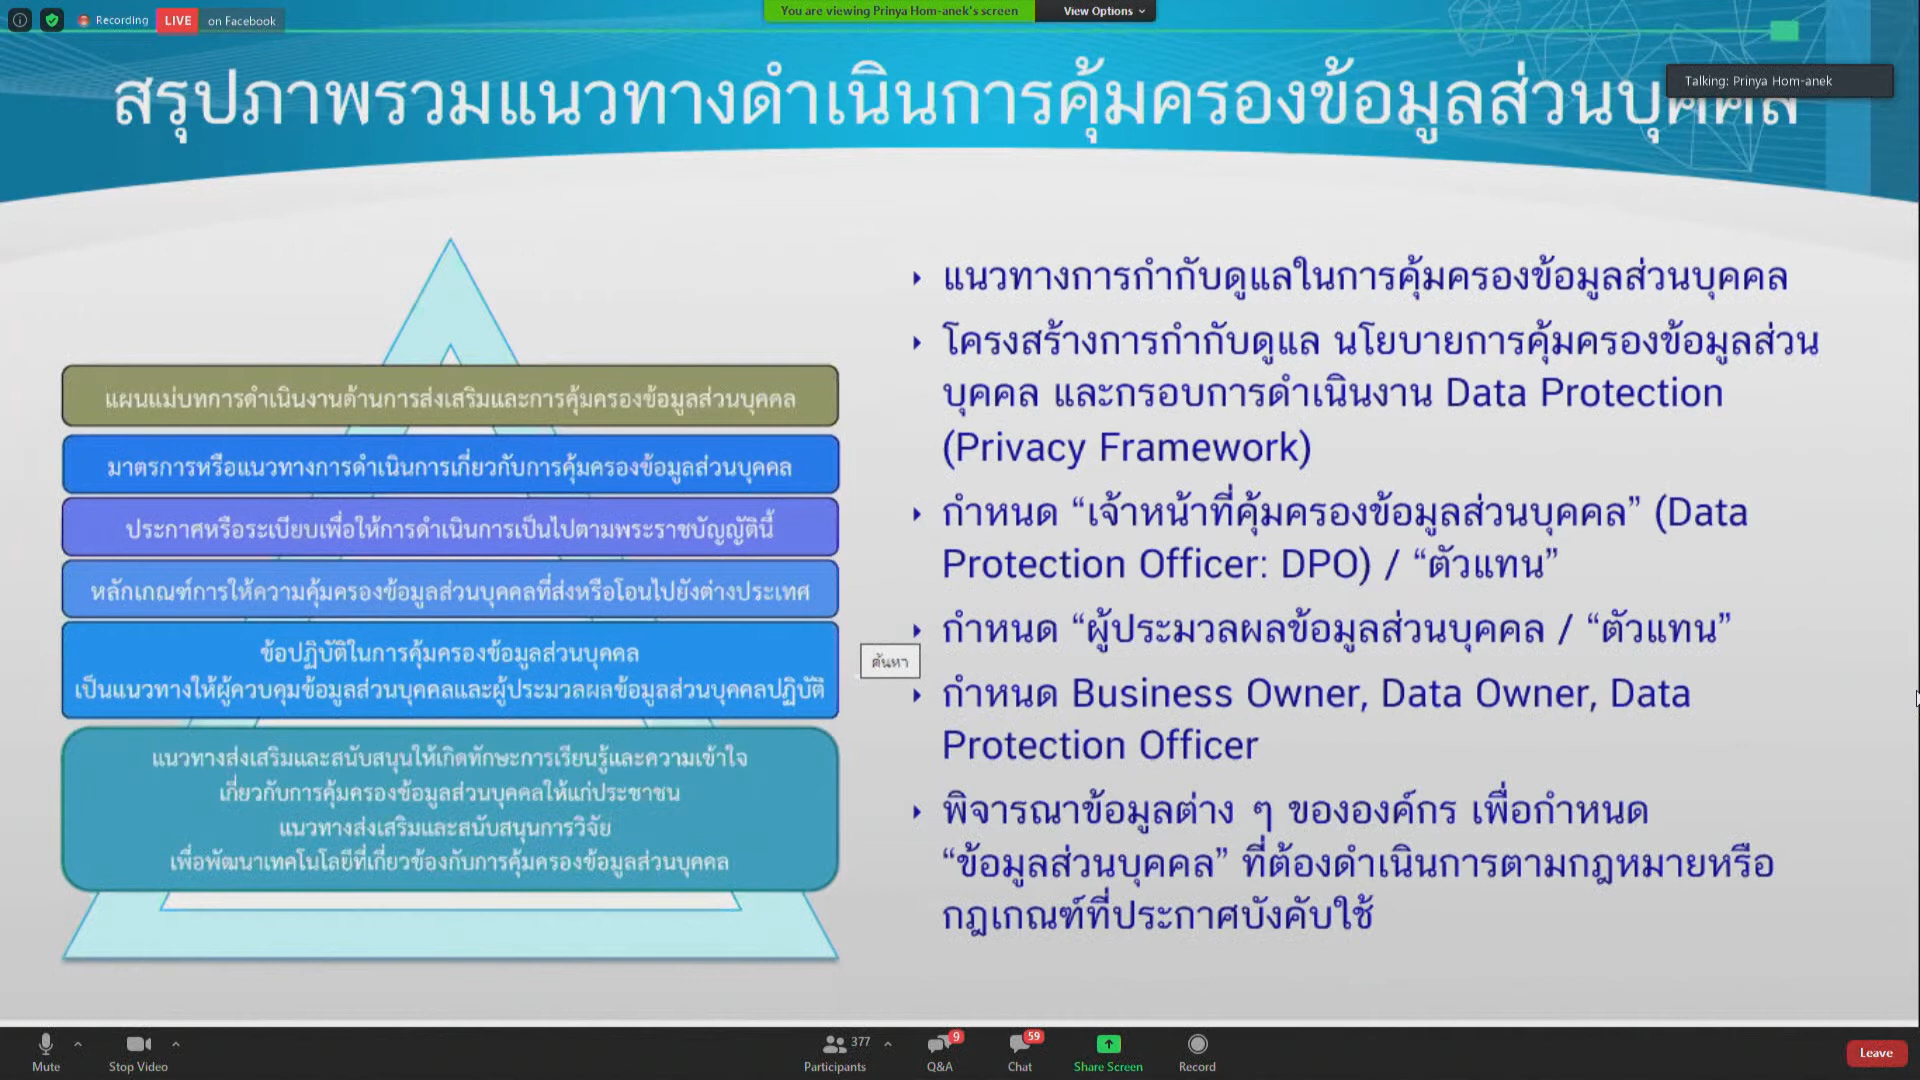 Recording
LIVE
on Facebook
You are viewing Prinya Hom-anek's screen
View Options
Talking: Prinya Hom-anek
สรุปภาพรวมแนวทางดำเนินการคุ้มครองข้อมูลส่วนบุคคล
แผนแม่บทการดำเนินงานด้านการส่งเสริมและการคุ้มครองข้อมูลส่วนบุคคล
มาตรการหรือแนวทางการดำเนินการเกี่ยวกับการคุ้มครองข้อมูลส่วนบุคคล
ประกาศหรือระเบียบเพื่อให้การดำเนินการเป็นไปตามพระราชบัญญัตินี้
หลักเกณฑ์การให้ความคุ้มครองข้อมูลส่วนบุคคลที่ส่งหรือโอนไปยังต่างประเทศ
ข้อปฏิบัติในการคุ้มครองข้อมูลส่วนบุคคล
เป็นแนวทางให้ผู้ควบคุมข้อมูลส่วนบุคคลและผู้ประมวลผลข้อมูลส่วนบุคคลปฏิบัติ
แนวทางส่งเสริมและสนับสนุนให้เกิดทักษะการเรียนรู้และความเข้าใจ
เกี่ยวกับการคุ้มครองข้อมูลส่วนบุคคลให้แก่ประชาชน
แนวทางส่งเสริมและสนับสนุนการวิจัย
เพื่อพัฒนาเทคโนโลยีที่เกี่ยวข้องกับการคุ้มครองข้อมูลส่วนบุคคล
แนวทางการกำกับดูแลในการคุ้มครองข้อมูลส่วนบุคคล
โครงสร้างการกำกับดูแล นโยบายการคุ้มครองข้อมูลส่วน
บุคคล และกรอบการดำเนินงาน Data Protection
(Privacy Framework)
กำหนด “เจ้าหน้าที่คุ้มครองข้อมูลส่วนบุคคล” (Data
Protection Officer: DPO) / “ตัวแทน”
กำหนด “ผู้ประมวลผลข้อมูลส่วนบุคคล / “ตัวแทน”
กำหนด Business Owner, Data Owner, Data
Protection Officer
พิจารณาข้อมูลต่าง ๆ ขององค์กร เพื่อกำหนด
“ข้อมูลส่วนบุคคล” ที่ต้องดำเนินการตามกฎหมายหรือ
กฎเกณฑ์ที่ประกาศบังคับใช้
ค้นหา
Mute
Stop Video
377
Participants
9
Q&A
59
Chat
Share Screen
Record
Leave